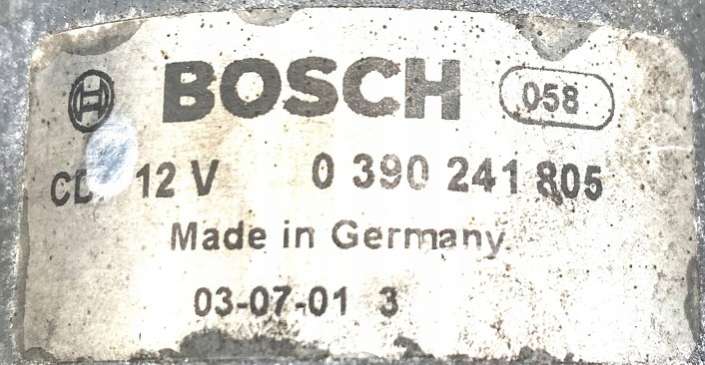 BOSCH 058
12 V 0 390 241 805
Made in Germany
03-07-01 3